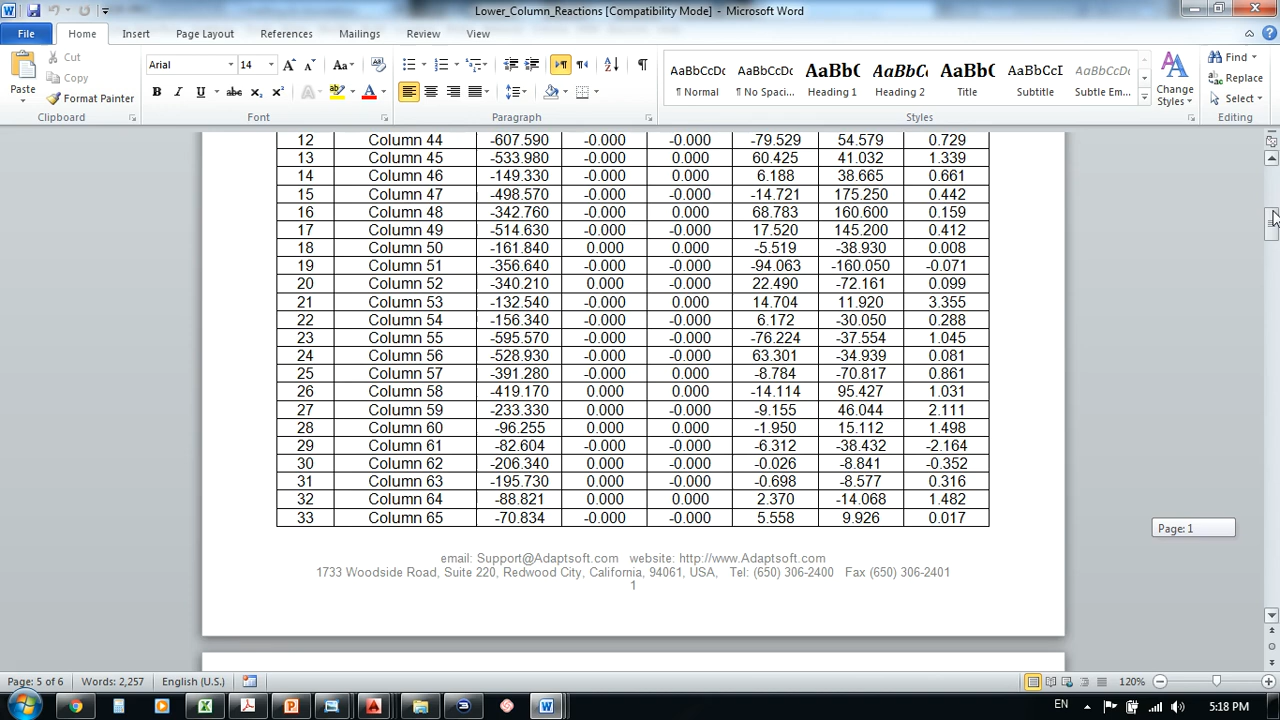 Lower_Column_Reactions [Compatibility Mode] - Microsoft Word
File Home Insert Page Layout References Mailings Review View
Cut
Copy
Format Painter
Paste
Clipboard
Arial 14
Font
Paragraph
AaBbCcDc AaBbCcDc AaBb( AaBbCc AaBb( AaBbCcI AaBbCcDc
¶ Normal ¶ No Spaci... Heading 1 Heading 2 Title Subtitle Subtle Em...
Change Styles
Styles
Find
Replace
Select
Editing
12 Column 44 -607.590 -0.000 -0.000 -79.529 54.579 0.729
13 Column 45 -533.980 -0.000 0.000 60.425 41.032 1.339
14 Column 46 -149.330 -0.000 0.000 6.188 38.665 0.661
15 Column 47 -498.570 -0.000 -0.000 -14.721 175.250 0.442
16 Column 48 -342.760 -0.000 0.000 68.783 160.600 0.159
17 Column 49 -514.630 -0.000 -0.000 17.520 145.200 0.412
18 Column 50 -161.840 0.000 0.000 -5.519 -38.930 0.008
19 Column 51 -356.640 -0.000 -0.000 -94.063 -160.050 -0.071
20 Column 52 -340.210 -0.000 0.000 22.490 -72.161 0.099
21 Column 53 -132.540 -0.000 0.000 14.704 11.920 3.355
22 Column 54 -156.340 -0.000 0.000 6.172 -30.050 0.288
23 Column 55 -595.570 -0.000 -0.000 -76.224 -37.554 1.045
24 Column 56 -528.930 -0.000 0.000 63.301 -34.939 0.081
25 Column 57 -391.280 -0.000 0.000 -8.784 -70.817 0.861
26 Column 58 -419.170 0.000 0.000 -14.114 95.427 1.031
27 Column 59 -233.330 0.000 -0.000 -9.155 46.044 2.111
28 Column 60 -96.255 0.000 0.000 -1.950 15.112 1.498
29 Column 61 -82.604 -0.000 -0.000 -6.312 -38.432 -2.164
30 Column 62 -206.340 0.000 -0.000 -0.026 -8.841 -0.352
31 Column 63 -195.730 0.000 -0.000 -0.698 -8.577 0.316
32 Column 64 -88.821 0.000 0.000 2.370 -14.068 1.482
33 Column 65 -70.834 -0.000 -0.000 5.558 9.926 0.017
Page: 1
email: Support@Adaptsoft.com website: http://www.Adaptsoft.com
1733 Woodside Road, Suite 220, Redwood City, California, 94061, USA, Tel: (650) 306-2400 Fax (650) 306-2401
1
Page: 5 of 6 Words: 2,257 English (U.S.) 120%
EN 5:18 PM